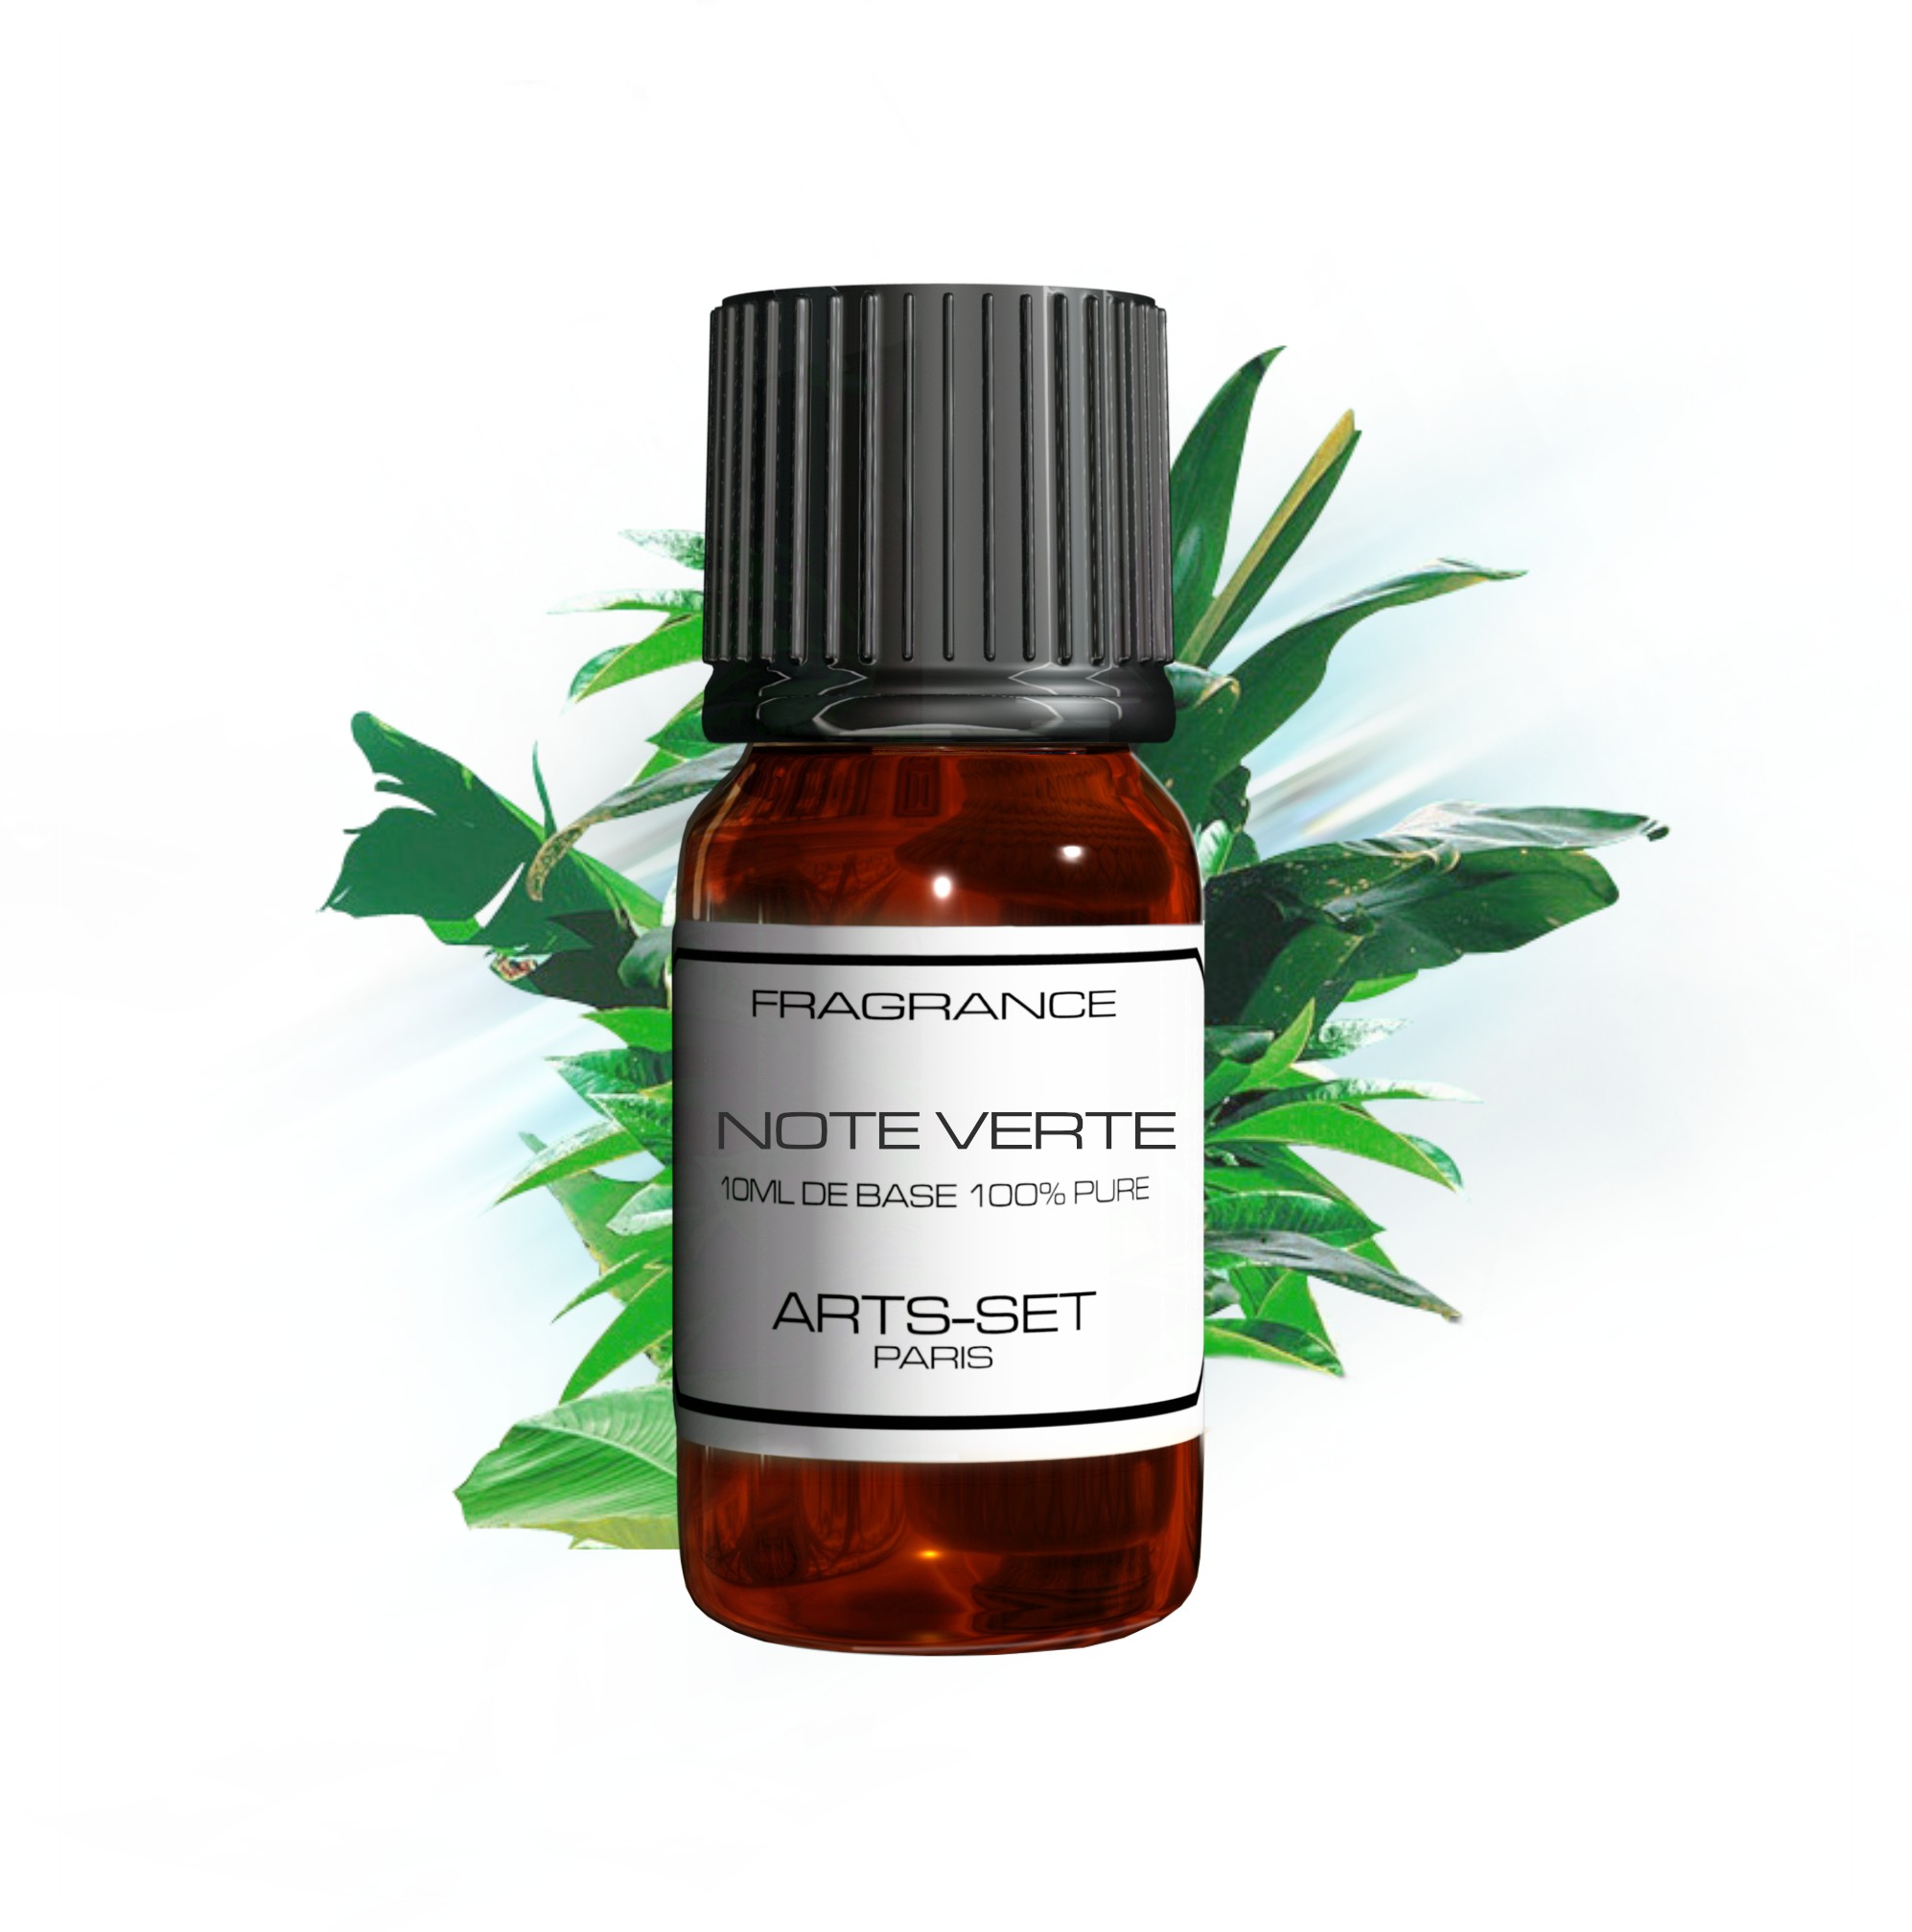 FRAGRANCE
NOTE VERTE
10ML DE BASE 100% PURE
ARTS-SET
PARIS